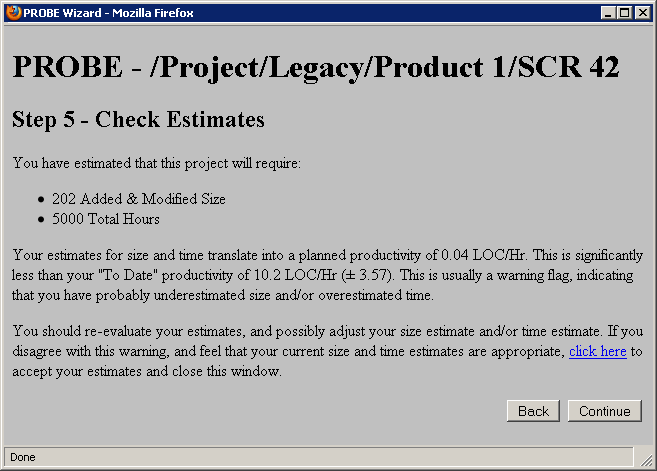 PROBE Wizard - Mozilla Firefox
PROBE - /Project/Legacy/Product 1/SCR 42
Step 5 - Check Estimates
You have estimated that this project will require:
202 Added & Modified Size
5000 Total Hours
Your estimates for size and time translate into a planned productivity of 0.04 LOC/Hr. This is significantly
less than your "To Date" productivity of 10.2 LOC/Hr (± 3.57). This is usually a warning flag, indicating
that you have probably underestimated size and/or overestimated time.
You should re-evaluate your estimates, and possibly adjust your size estimate and/or time estimate. If you
disagree with this warning, and feel that your current size and time estimates are appropriate, click here to
accept your estimates and close this window.
Back Continue
Done